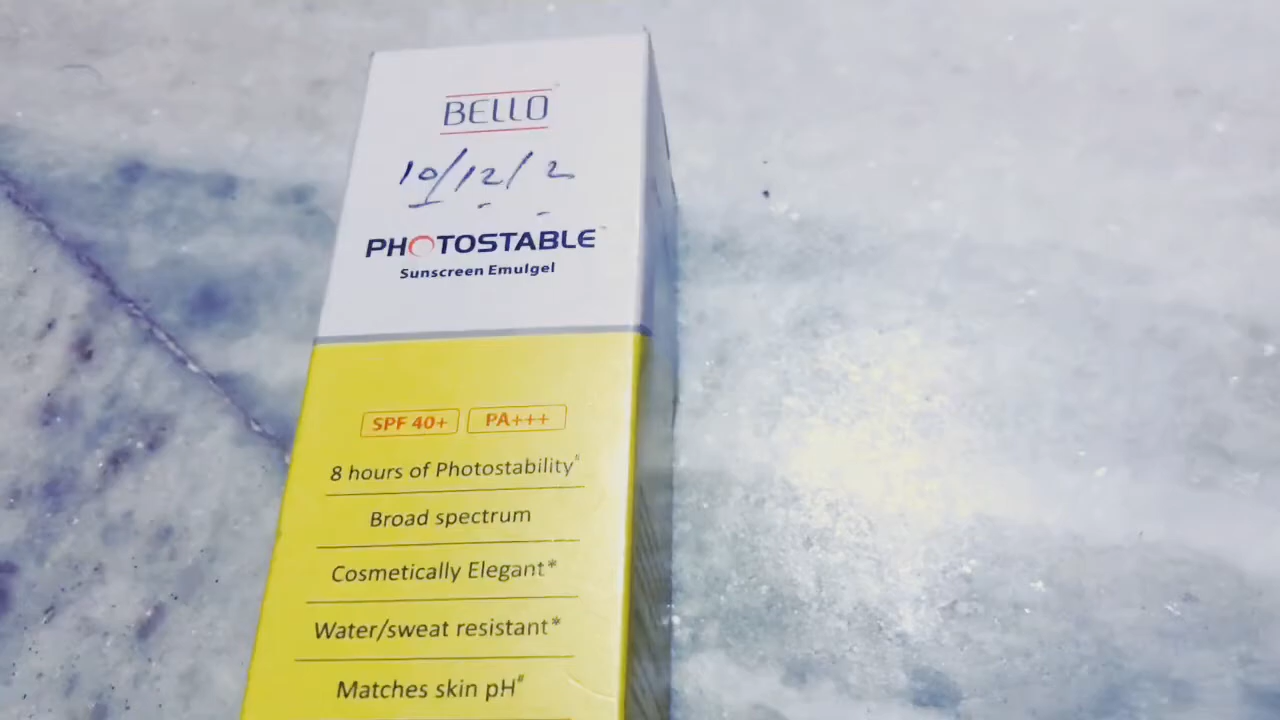 BELLO
10/12/2
PHOTOSTABLE™
Sunscreen Emulgel
SPF 40+ PA+++
8 hours of Photostability#
Broad spectrum
Cosmetically Elegant*
Water/sweat resistant*
Matches skin pH#